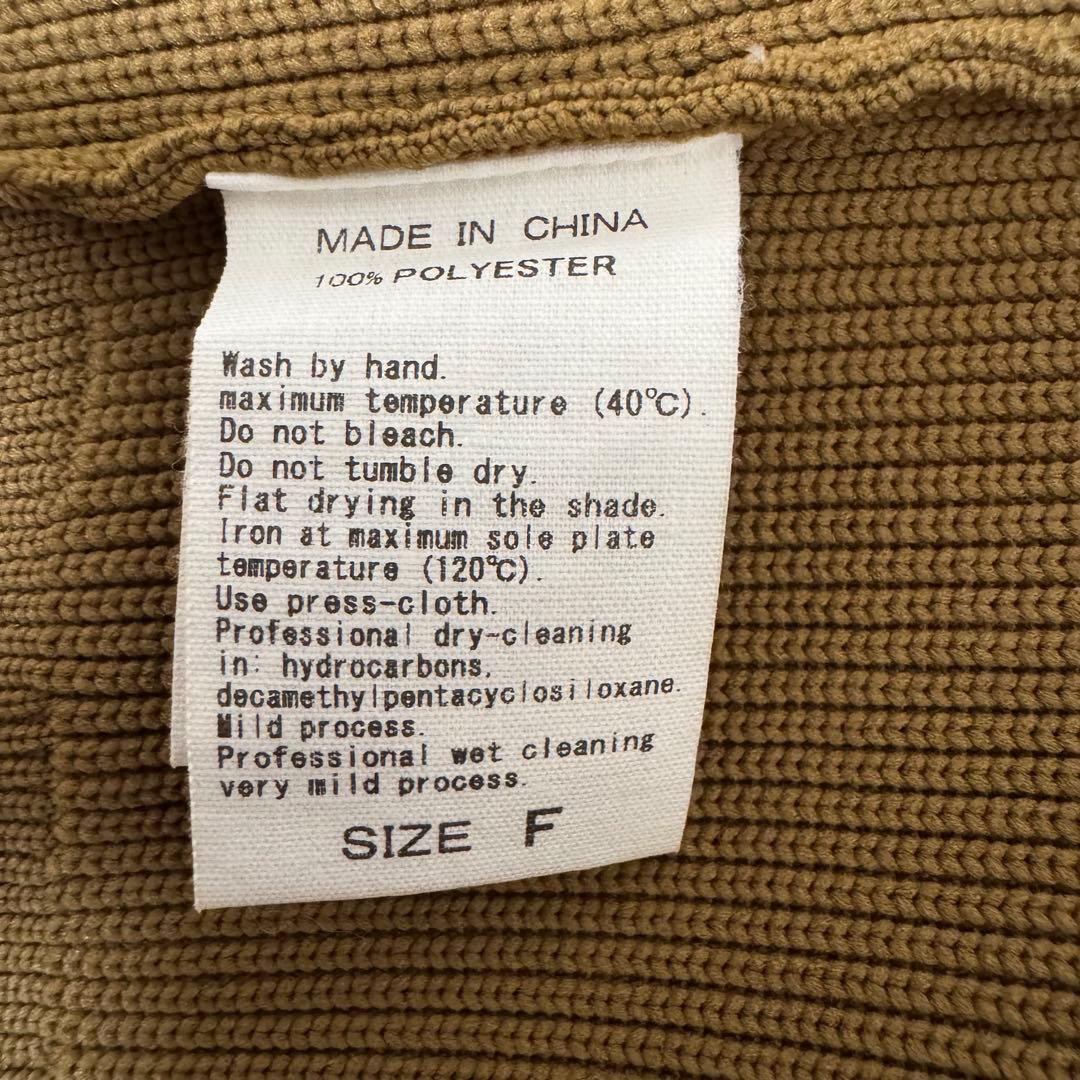 MADE IN CHINA
100% POLYESTER
Wash by hand.
maximum temperature (40℃).
Do not bleach.
Do not tumble dry.
Flat drying in the shade.
Iron at maximum sole plate
temperature (120℃).
Use press-cloth.
Professional dry-cleaning
in: hydrocarbons,
decamethylpentacyclosiloxane.
Mild process.
Professional wet cleaning
very mild process.
SIZE F